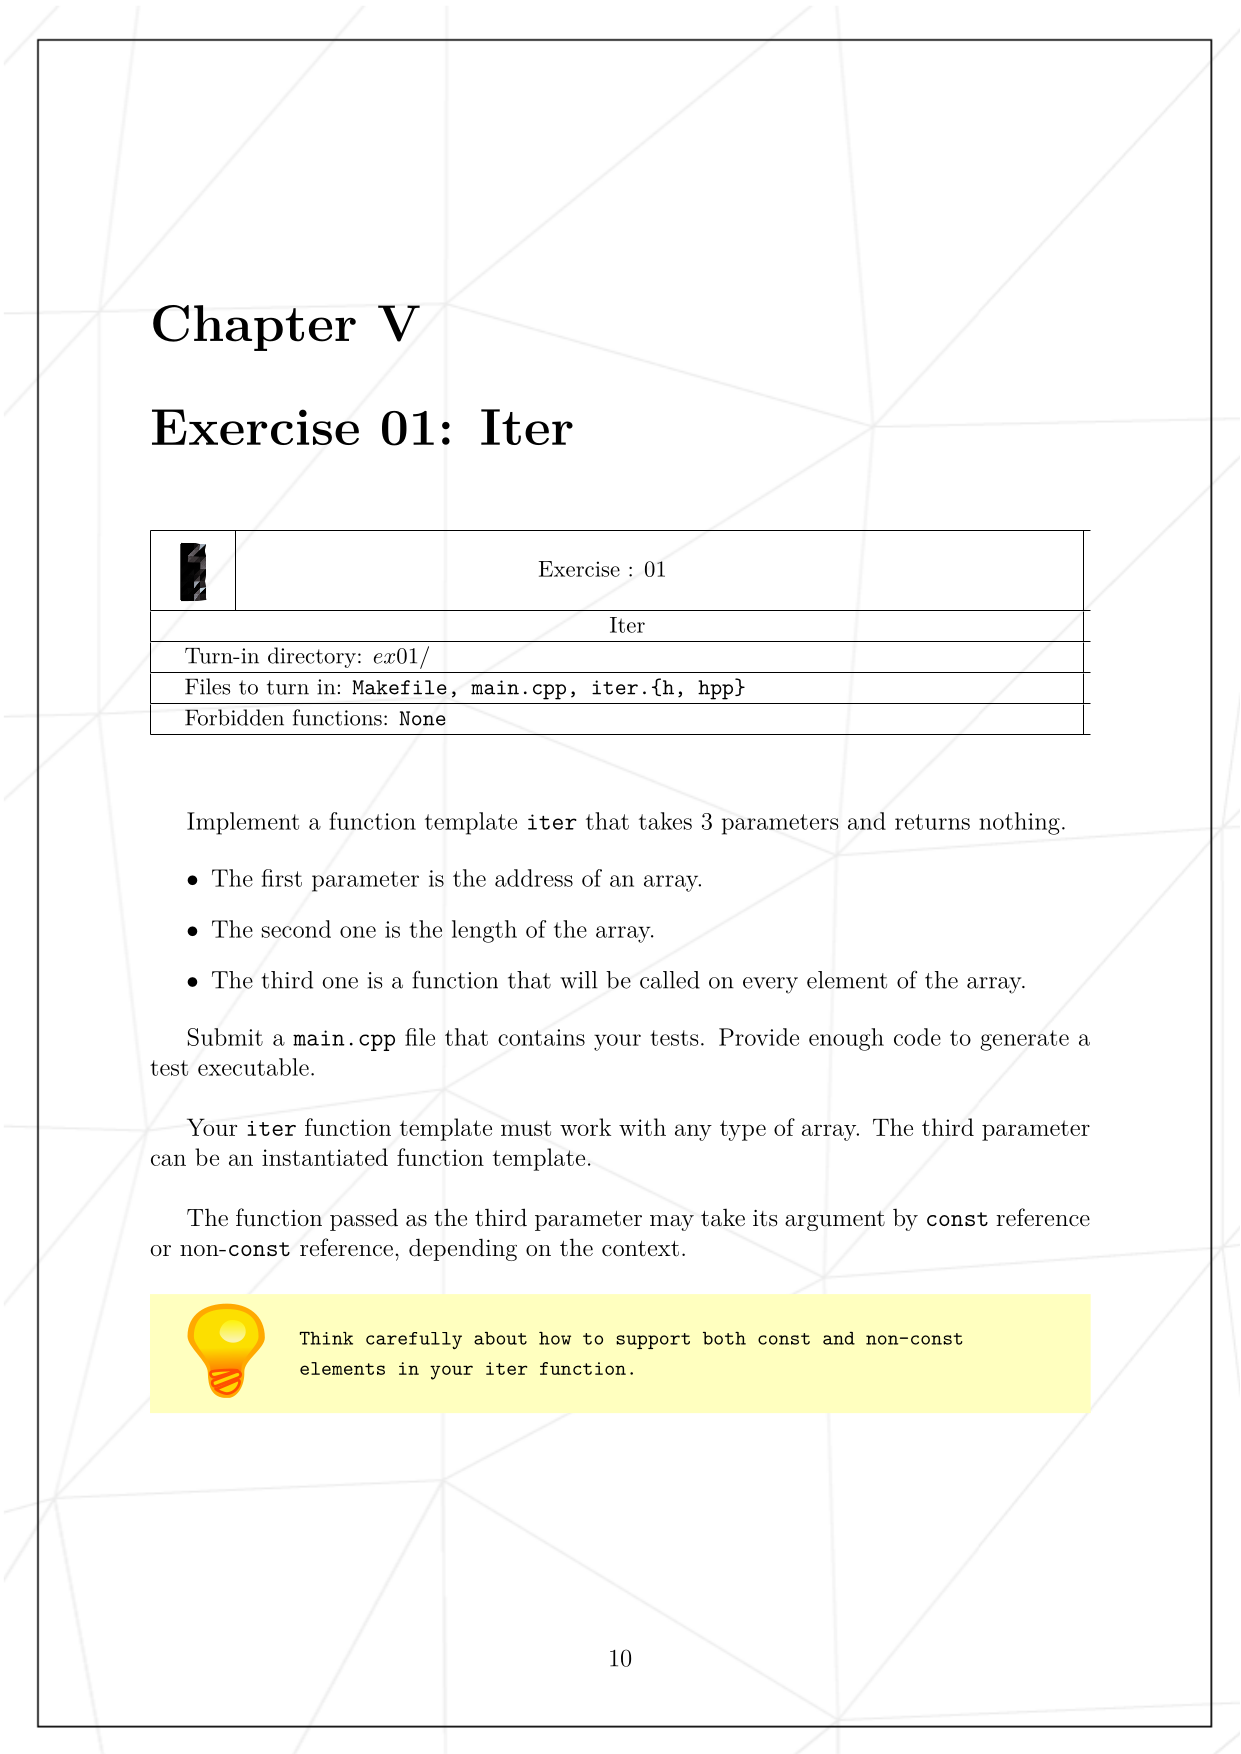 Chapter V
Exercise 01: Iter
Exercise : 01
Iter
Turn-in directory: ex01/
Files to turn in: Makefile, main.cpp, iter.{h, hpp}
Forbidden functions: None
Implement a function template iter that takes 3 parameters and returns nothing.
• The first parameter is the address of an array.
• The second one is the length of the array.
• The third one is a function that will be called on every element of the array.
Submit a main.cpp file that contains your tests. Provide enough code to generate a
test executable.
Your iter function template must work with any type of array. The third parameter
can be an instantiated function template.
The function passed as the third parameter may take its argument by const reference
or non-const reference, depending on the context.
Think carefully about how to support both const and non-const
elements in your iter function.
10